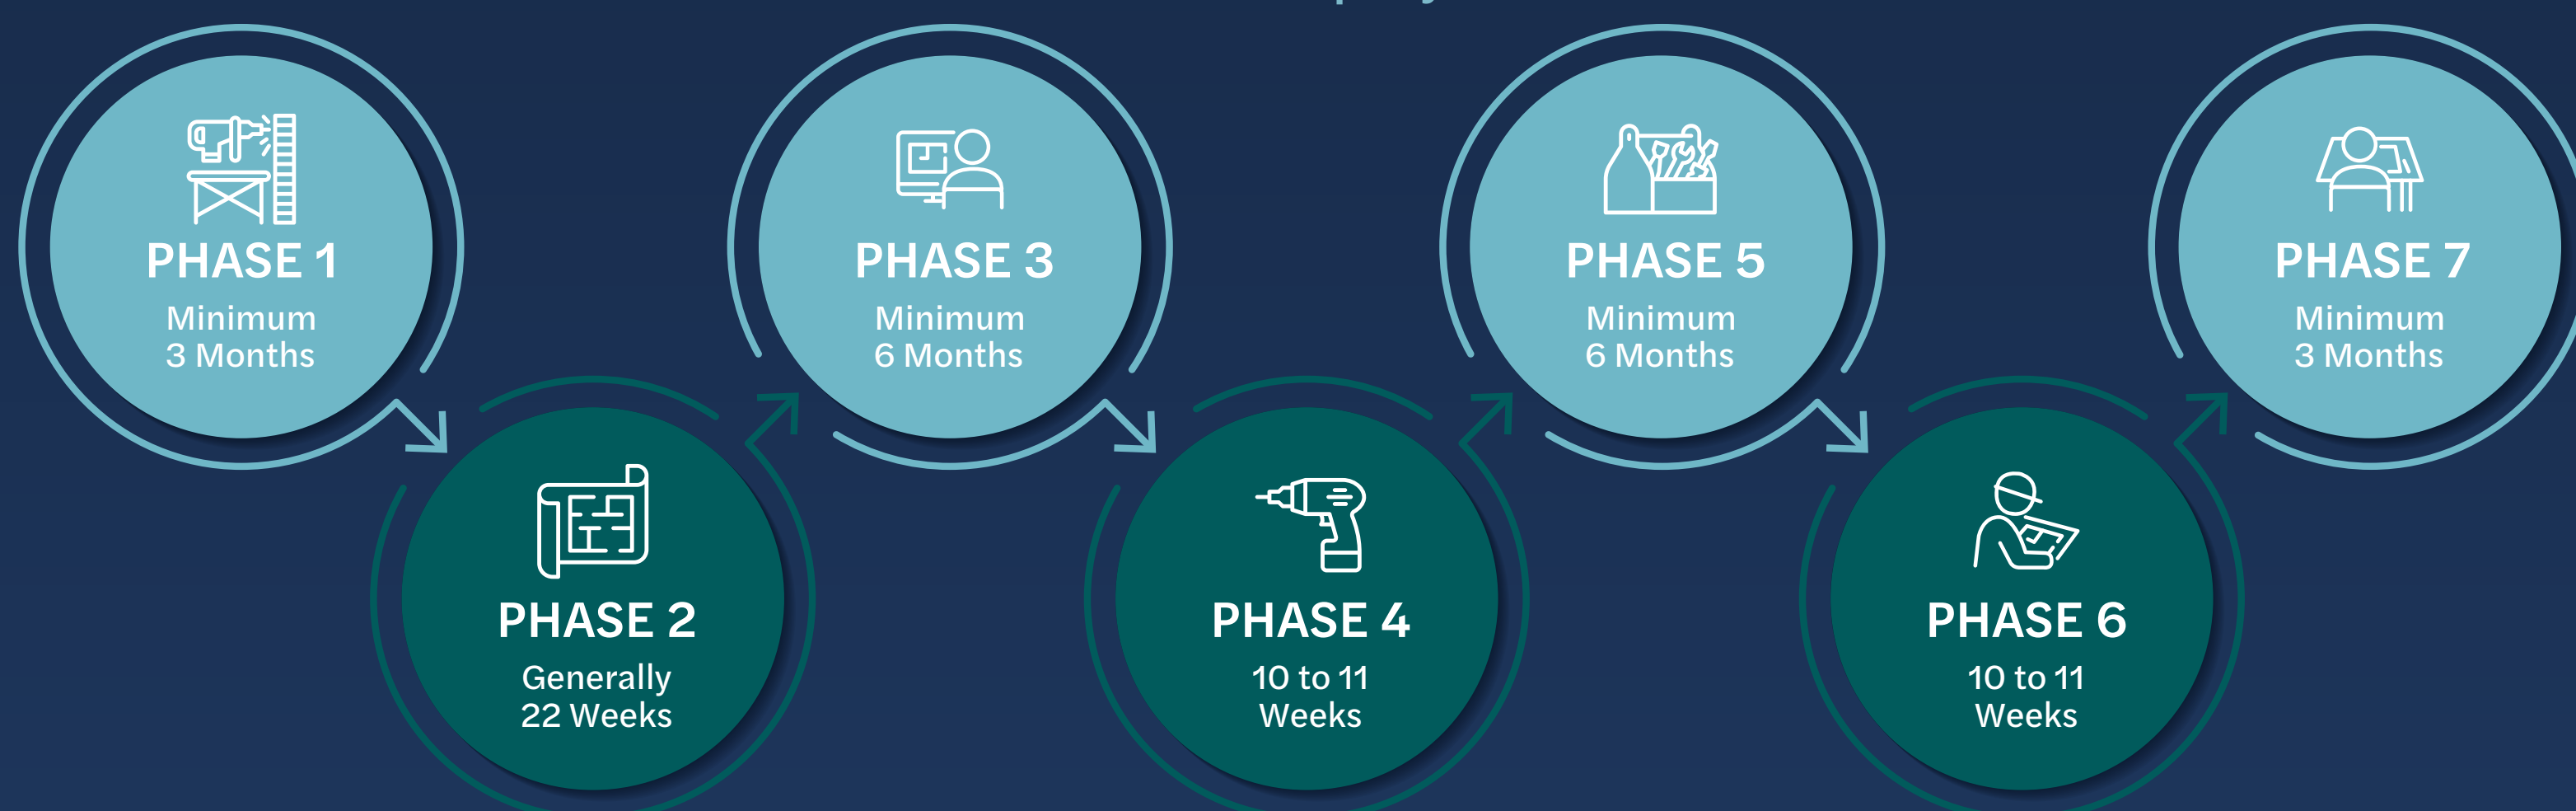 PHASE 1
Minimum
3 Months
PHASE 2
Generally
22 Weeks
PHASE 3
Minimum
6 Months
PHASE 4
10 to 11
Weeks
PHASE 5
Minimum
6 Months
PHASE 6
10 to 11
Weeks
PHASE 7
Minimum
3 Months